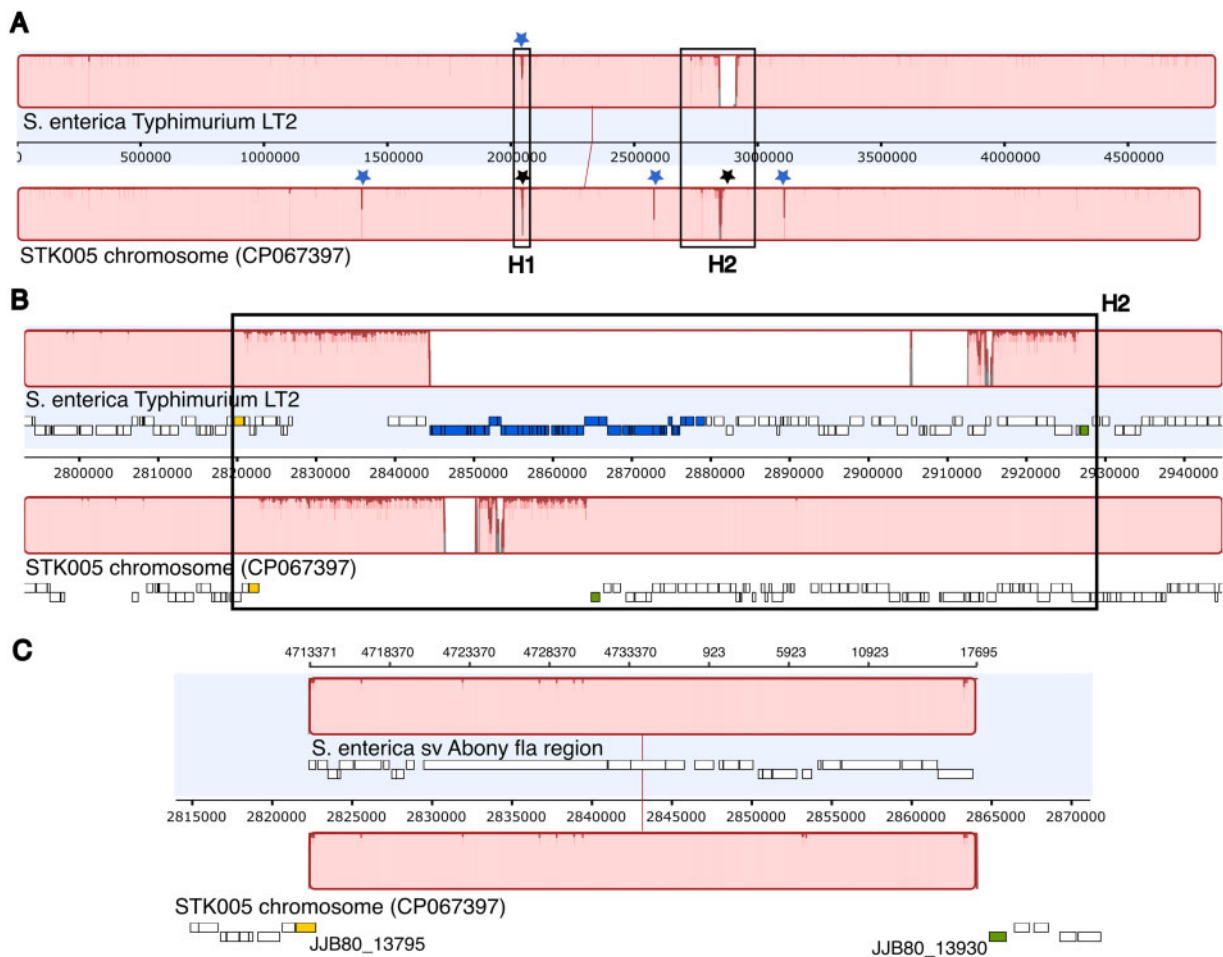 A
S. enterica Typhimurium LT2
0 500000 1000000 1500000 2000000 2500000 3000000 3500000 4000000 4500000
STK005 chromosome (CP067397)
H1 H2
B
H2
S. enterica Typhimurium LT2
2800000 2810000 2820000 2830000 2840000 2850000 2860000 2870000 2880000 2890000 2900000 2910000 2920000 2930000 2940000
STK005 chromosome (CP067397)
C
4713371 4718370 4723370 4728370 4733370 923 5923 10923 17695
S. enterica sv Abony fla region
2815000 2820000 2825000 2830000 2835000 2840000 2845000 2850000 2855000 2860000 2865000 2870000
STK005 chromosome (CP067397)
JJB80_13795 JJB80_13930